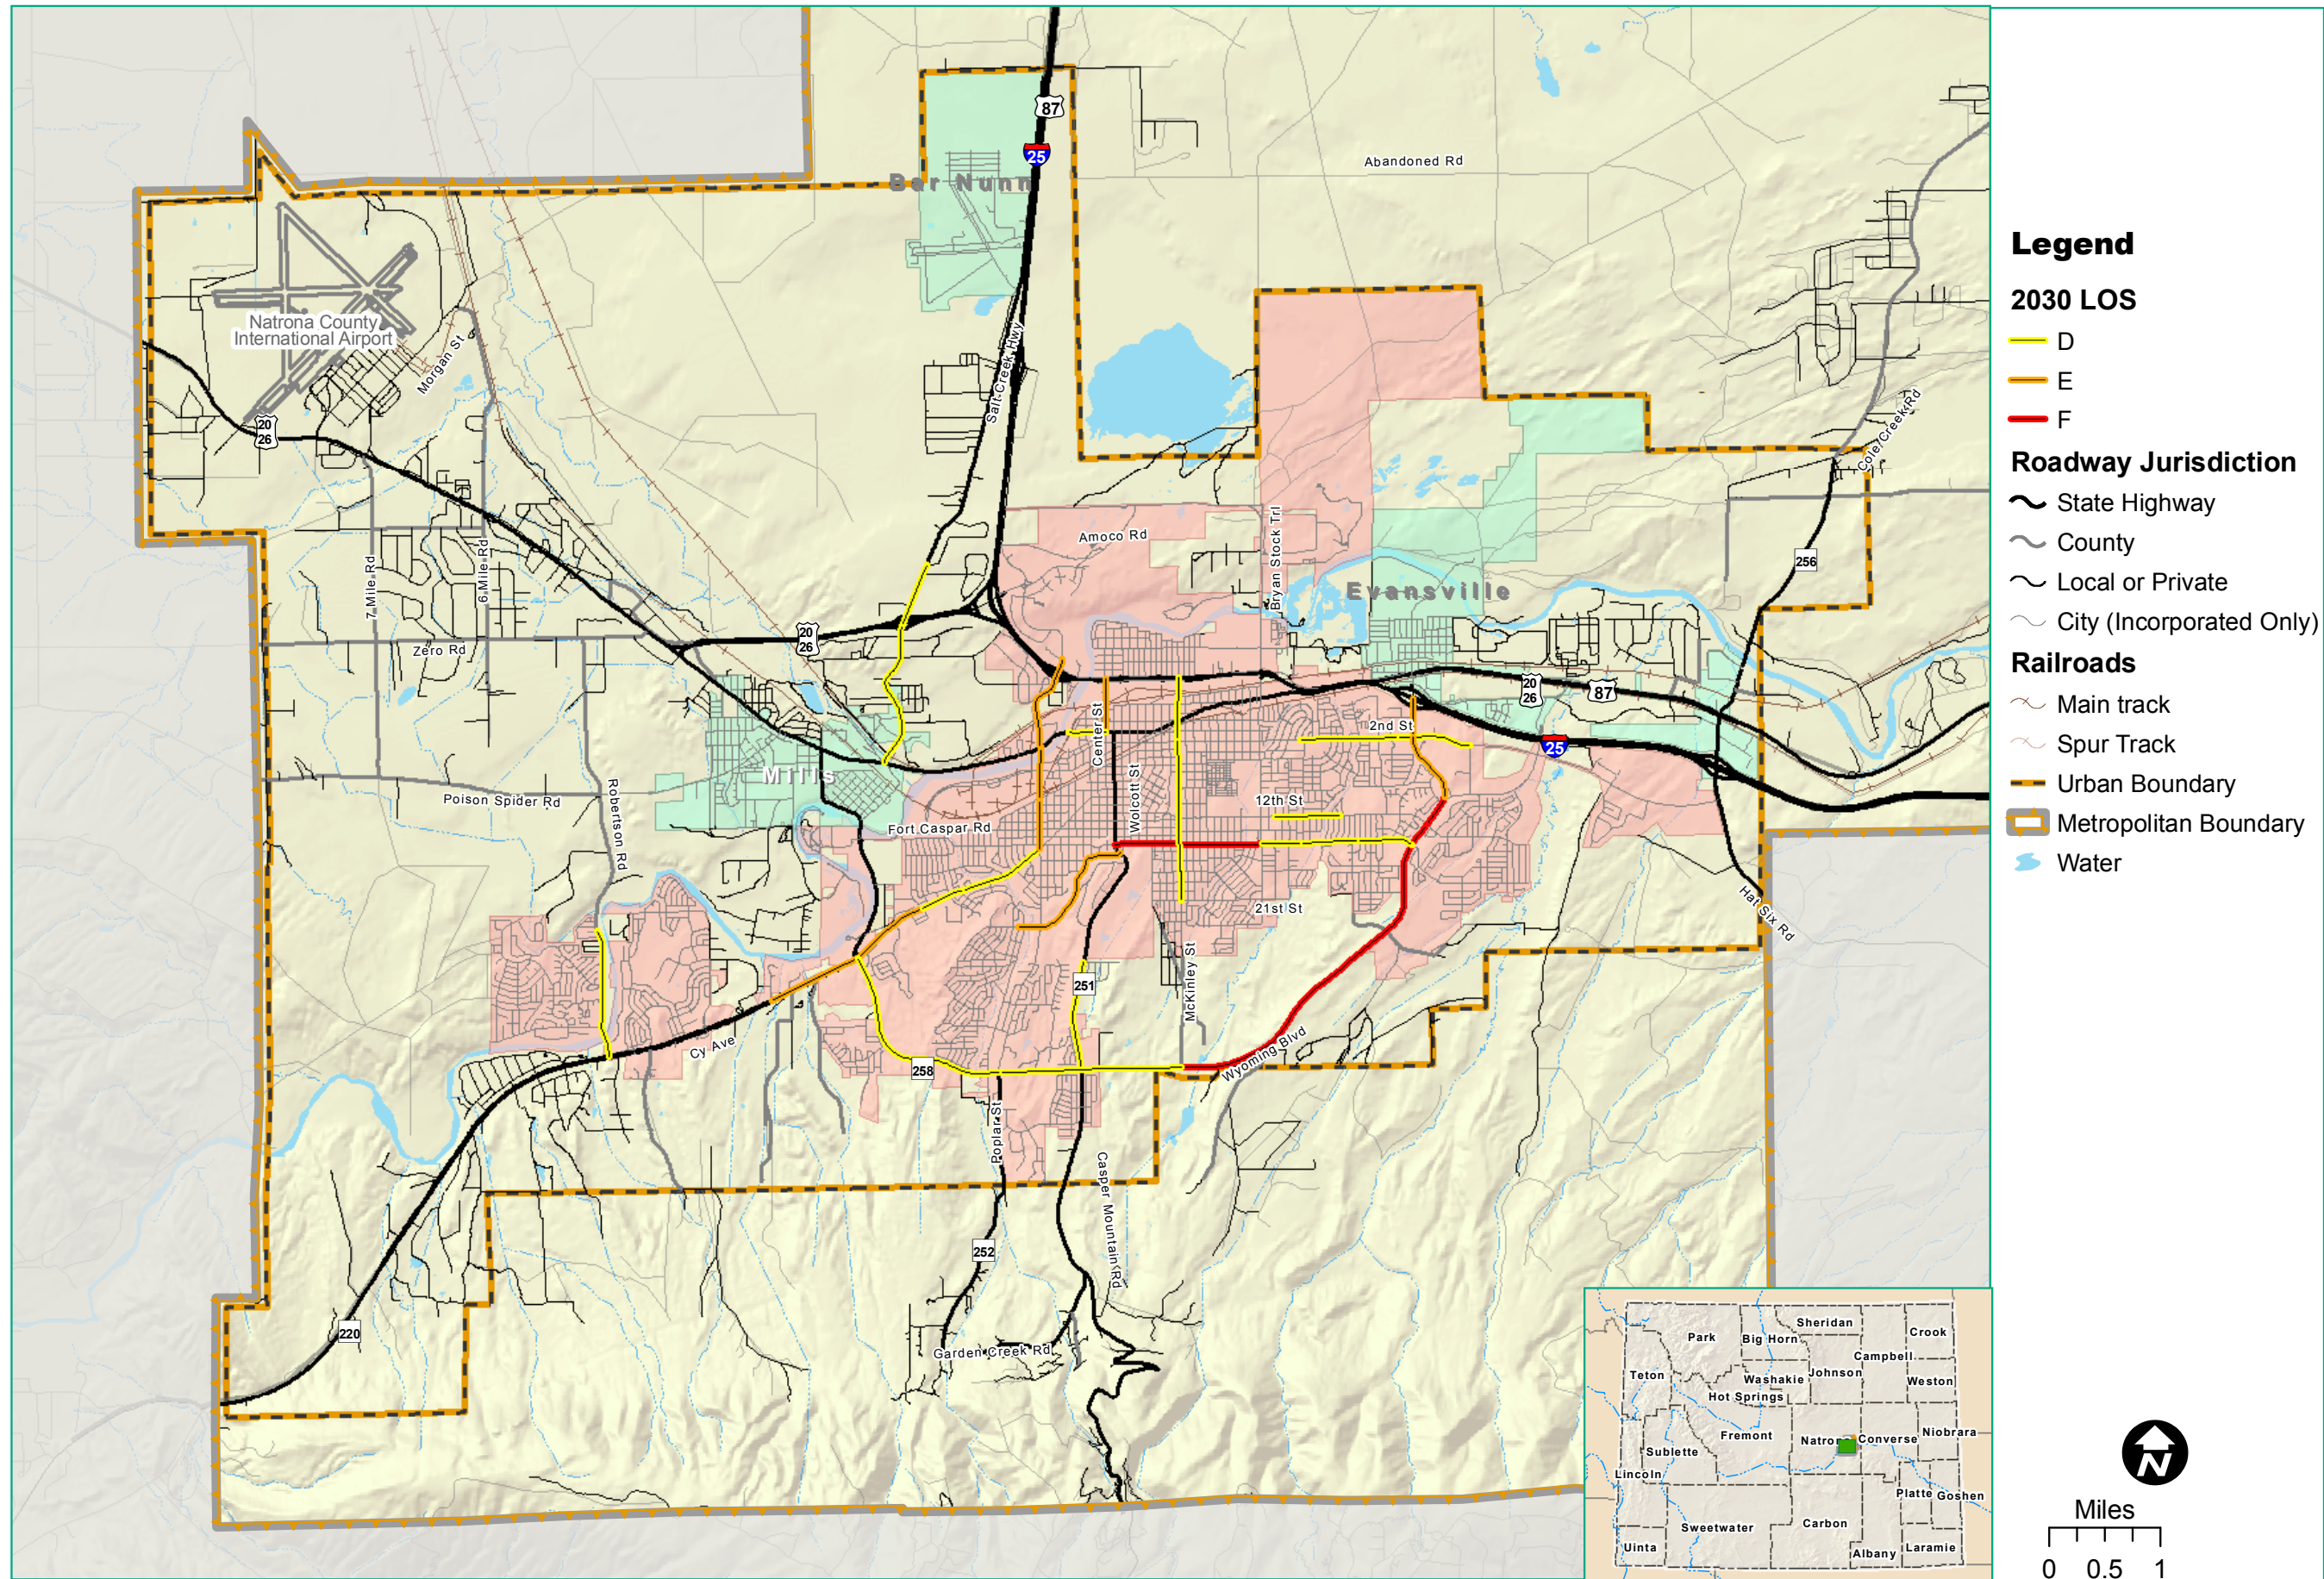 87
25
Abandoned Rd
Bar Nunn
Natrona County
International Airport
Morgan St
Salt Creek Hwy
20
26
Cole Creek Rd
Amoco Rd
Bryan Stock Trl
256
7 Mile Rd
6 Mile Rd
Evansville
20
26
Zero Rd
20
26
87
Center St
2nd St
25
Mills
Wolcott St
Poison Spider Rd
Robertson Rd
12th St
Fort Caspar Rd
21st St
Hat Six Rd
251
McKinley St
Cy Ave
258
Wyoming Blvd
Poplar St
Casper Mountain Rd
252
220
Garden Creek Rd
Legend
2030 LOS
D
E
F
Roadway Jurisdiction
State Highway
County
Local or Private
City (Incorporated Only)
Railroads
Main track
Spur Track
Urban Boundary
Metropolitan Boundary
Water
Park
Big Horn
Sheridan
Crook
Campbell
Teton
Washakie
Johnson
Weston
Hot Springs
Fremont
Natrona
Converse
Niobrara
Sublette
Lincoln
Platte
Goshen
Sweetwater
Carbon
Uinta
Albany
Laramie
N
Miles
0 0.5 1